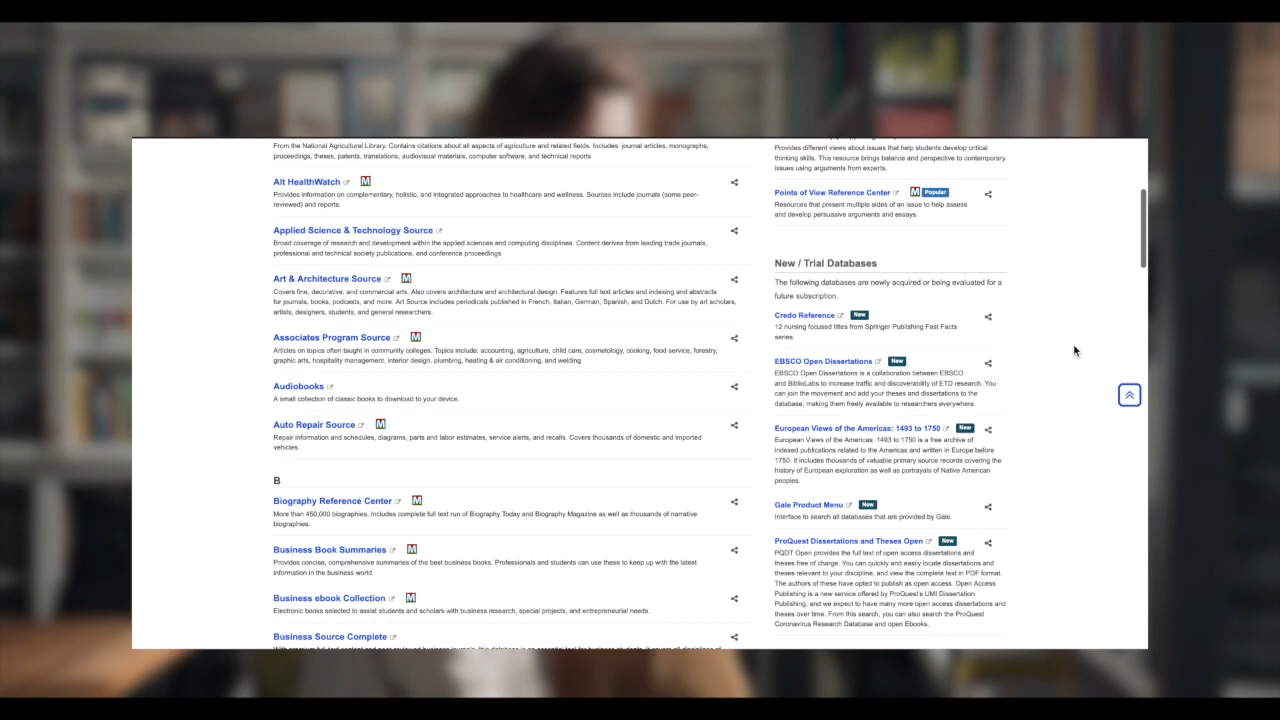 From the National Agricultural Library. Contains citations about all aspects of agriculture and related fields. Includes: journal articles, monographs,
proceedings, theses, patents, translations, audiovisual materials, computer software, and technical reports
Alt HealthWatch
Provides information on complementary, holistic, and integrated approaches to healthcare and wellness. Sources include journals (some peer-
reviewed) and reports.
Applied Science & Technology Source
Broad coverage of research and development within the applied sciences and computing disciplines. Content derives from leading trade journals,
professional and technical society publications, and conference proceedings
Art & Architecture Source
Covers fine, decorative, and commercial arts. Also covers architecture and architectural design. Features full text articles and indexing and abstracts
for journals, books, podcasts, and more. Art Source includes periodicals published in French, Italian, German, Spanish, and Dutch. For use by art scholars,
artists, designers, students, and general researchers.
Associates Program Source
Articles on topics often taught in community colleges. Topics include: accounting, agriculture, child care, cosmetology, cooking, food service, forestry,
graphic arts, hospitality management, interior design, plumbing, heating & air conditioning, and welding
Audiobooks
A small collection of classic books to download to your device.
Auto Repair Source
Repair information and schedules, diagrams, parts and labor estimates, service alerts, and recalls. Covers thousands of domestic and imported
vehicles.
B
Biography Reference Center
More than 450,000 biographies. Includes complete full text run of Biography Today and Biography Magazine as well as thousands of narrative
biographies.
Business Book Summaries
Provides concise, comprehensive summaries of the best business books. Professionals and students can use these to keep up with the latest
information in the business world
Business ebook Collection
Electronic books selected to assist students and scholars with business research, special projects, and entrepreneurial needs.
Business Source Complete
Provides different views about issues that help students develop critical
thinking skills. This resource brings balance and perspective to contemporary
issues using arguments from experts.
Points of View Reference Center M Popular
Resources that present multiple sides of an issue to help assess
and develop persuasive arguments and essays.
New / Trial Databases
The following databases are newly acquired or being evaluated for a
future subscription.
Credo Reference New
12 nursing focused titles from Springer Publishing Fast Facts
series.
EBSCO Open Dissertations New
EBSCO Open Dissertations is a collaboration between EBSCO
and BiblioLabs to increase traffic and discoverability of ETD research. You
can join the movement and add your theses and dissertations to the
database, making them freely available to researchers everywhere.
European Views of the Americas: 1493 to 1750 New
European Views of the Americas: 1493 to 1750 is a free archive of
indexed publications related to the Americas and written in Europe before
1750. It includes thousands of valuable primary source records covering the
history of European exploration as well as portrayals of Native American
peoples.
Gale Product Menu New
Interface to search all databases that are provided by Gale.
ProQuest Dissertations and Theses Open New
PQDT Open provides the full text of open access dissertations and
theses free of charge. You can quickly and easily locate dissertations and
theses relevant to your discipline, and view the complete text in PDF format.
The authors of these have opted to publish as open access. Open Access
Publishing is a new service offered by ProQuest's UMI Dissertation
Publishing, and we expect to have many more open access dissertations and
theses over time. From this search, you can also search the ProQuest
Coronavirus Research Database and open Ebooks.